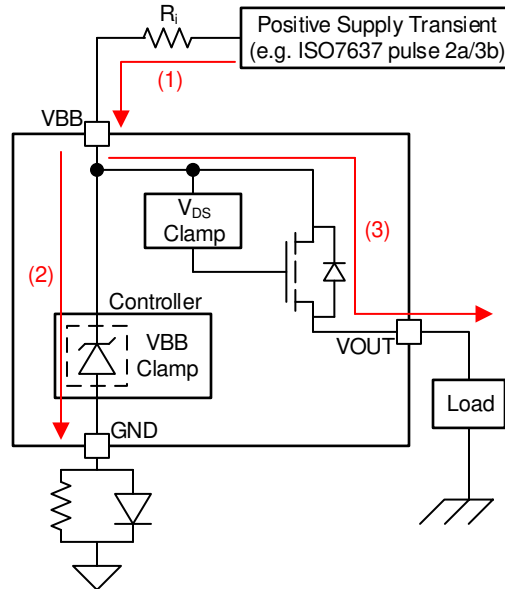 Ri
Positive Supply Transient
(e.g. ISO7637 pulse 2a/3b)
(1)
VBB
VDS
Clamp
(3)
(2)
Controller
VBB
Clamp
VOUT
Load
GND